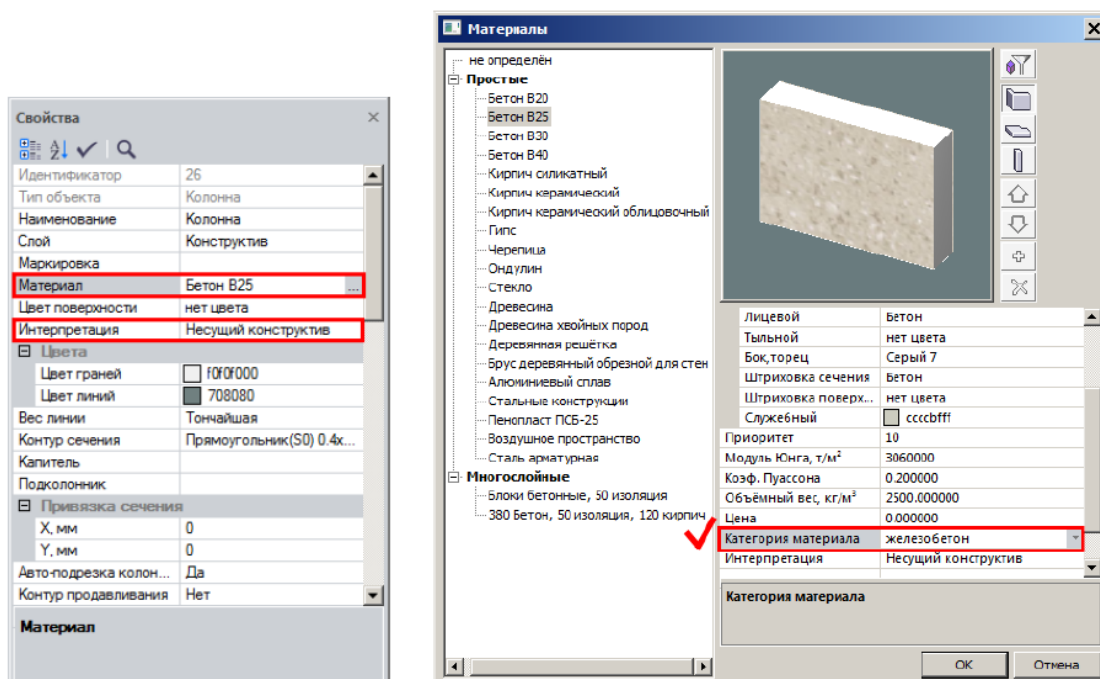 Свойства
Идентификатор 26
Тип объекта Колонна
Наименование Колонна
Слой Конструктив
Маркировка
Материал Бетон B25 ...
Цвет поверхности нет цвета
Интерпретация Несущий конструктив
Цвета
Цвет граней f0f0f000
Цвет линий 708080
Вес линии Тончайшая
Контур сечения Прямоугольник(S0) 0.4x...
Капитель
Подколонник
Привязка сечения
X, мм 0
Y, мм 0
Авто-подрезка колон... Да
Контур продавливания Нет
Материал
Материалы
не определён
Простые
Бетон B20
Бетон B25
Бетон B30
Бетон B40
Кирпич силикатный
Кирпич керамический
Кирпич керамический облицовочный
Гипс
Черепица
Ондулин
Стекло
Древесина
Древесина хвойных пород
Деревянная решётка
Брус деревянный обрезной для стен
Алюминиевый сплав
Стальные конструкции
Пенопласт ПСБ-25
Воздушное пространство
Сталь арматурная
Многослойные
Блоки бетонные, 50 изоляция
380 Бетон, 50 изоляция, 120 кирпич
Лицевой Бетон
Тыльной нет цвета
Бок,торец Серый 7
Штриховка сечения Бетон
Штриховка поверх... нет цвета
Служебный ccccbfff
Приоритет 10
Модуль Юнга, т/м² 3060000
Коэф. Пуассона 0.200000
Объёмный вес, кг/м³ 2500.000000
Цена 0.000000
Категория материала железобетон
Интерпретация Несущий конструктив
Категория материала
OK Отмена